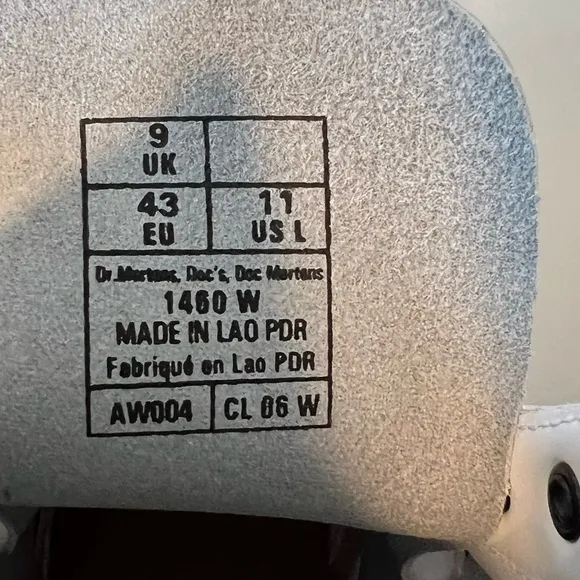 9
UK
43 11
EU US L
Dr. Martens, Doc's, Doc Martens
1460 W
MADE IN LAO PDR
Fabriqué en Lao PDR
AW004 CL 06 W